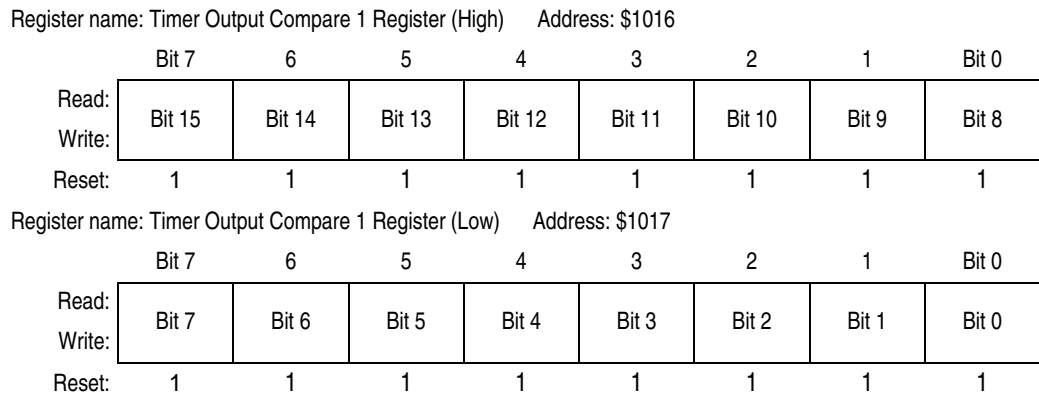 Register name: Timer Output Compare 1 Register (High) Address: $1016
Bit 7 6 5 4 3 2 1 Bit 0
Read:
Write:
Bit 15 Bit 14 Bit 13 Bit 12 Bit 11 Bit 10 Bit 9 Bit 8
Reset: 1 1 1 1 1 1 1 1
Register name: Timer Output Compare 1 Register (Low) Address: $1017
Bit 7 6 5 4 3 2 1 Bit 0
Read:
Write:
Bit 7 Bit 6 Bit 5 Bit 4 Bit 3 Bit 2 Bit 1 Bit 0
Reset: 1 1 1 1 1 1 1 1